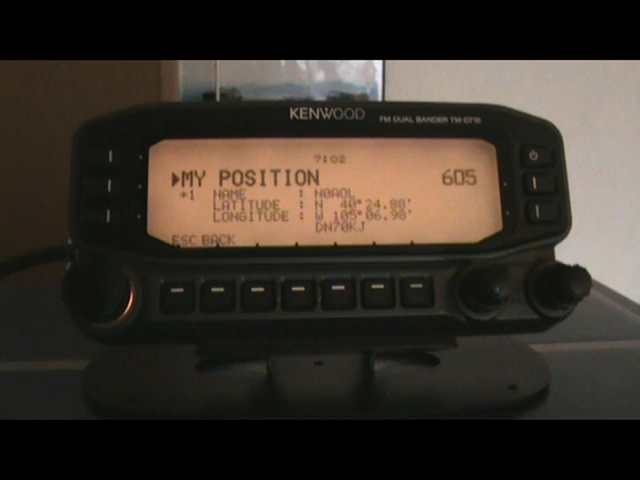 KENWOOD FM DUAL BANDER TM-D710
7:02
MY POSITION 605
*1 NAME : N0AOL
LATITUDE : N 40°24.88'
LONGITUDE : W 105°06.98'
DN70KJ
ESC BACK